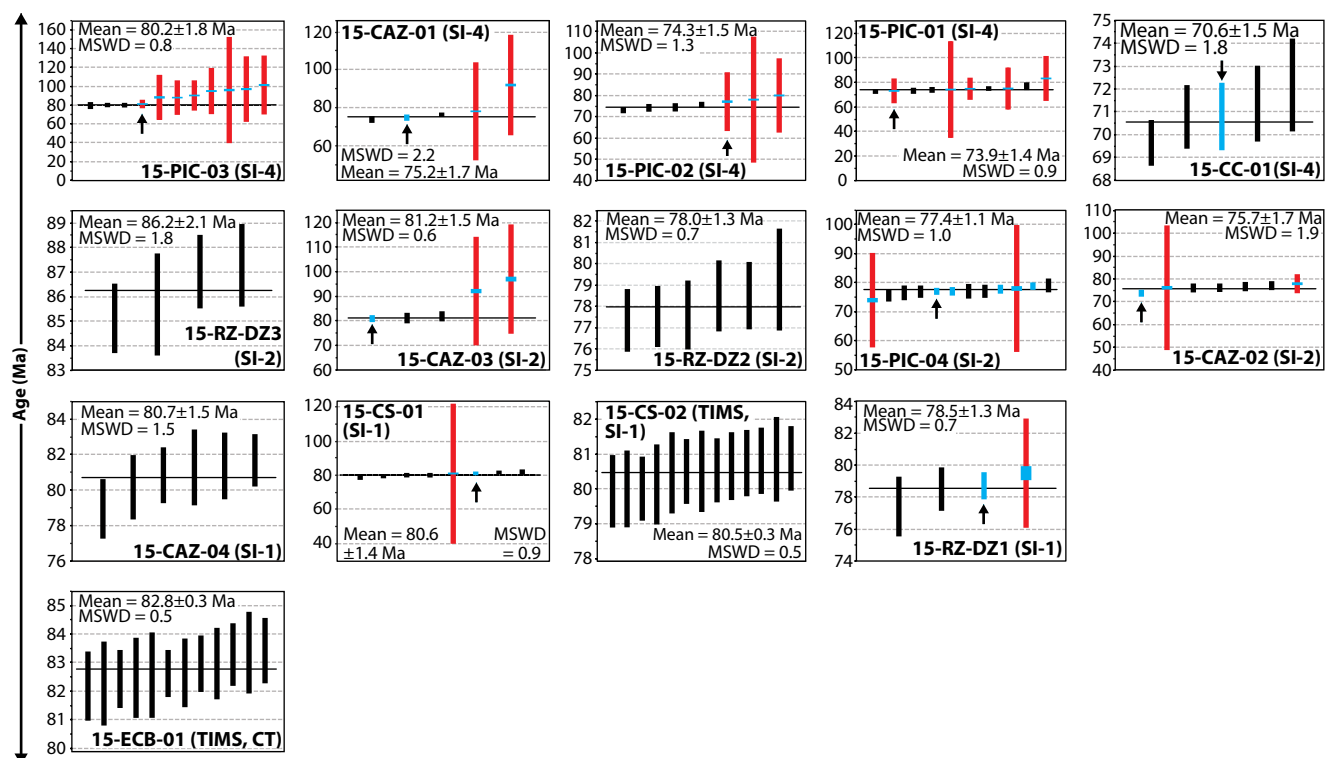 Age (Ma)
160
140
120
100
80
60
40
20
0
Mean = 80.2±1.8 Ma
MSWD = 0.8
15-PIC-03 (SI-4)
120
100
80
60
15-CAZ-01 (SI-4)
MSWD = 2.2
Mean = 75.2±1.7 Ma
110
100
90
80
70
60
50
40
Mean = 74.3±1.5 Ma
MSWD = 1.3
15-PIC-02 (SI-4)
120
100
80
60
40
20
0
15-PIC-01 (SI-4)
Mean = 73.9±1.4 Ma
MSWD = 0.9
75
74
73
72
71
70
69
68
Mean = 70.6±1.5 Ma
MSWD = 1.8
15-CC-01(SI-4)
89
88
87
86
85
84
83
Mean = 86.2±2.1 Ma
MSWD = 1.8
15-RZ-DZ3
(SI-2)
120
110
100
90
80
70
60
Mean = 81.2±1.5 Ma
MSWD = 0.6
15-CAZ-03 (SI-2)
82
81
80
79
78
77
76
75
Mean = 78.0±1.3 Ma
MSWD = 0.7
15-RZ-DZ2 (SI-2)
100
90
80
70
60
50
Mean = 77.4±1.1 Ma
MSWD = 1.0
15-PIC-04 (SI-2)
110
100
90
80
70
60
50
40
Mean = 75.7±1.7 Ma
MSWD = 1.9
15-CAZ-02 (SI-2)
84
82
80
78
76
Mean = 80.7±1.5 Ma
MSWD = 1.5
15-CAZ-04 (SI-1)
120
100
80
60
40
15-CS-01
(SI-1)
Mean = 80.6
±1.4 Ma
MSWD
= 0.9
82
81
80
79
78
15-CS-02 (TIMS,
SI-1)
Mean = 80.5±0.3 Ma
MSWD = 0.5
84
82
80
78
76
74
Mean = 78.5±1.3 Ma
MSWD = 0.7
15-RZ-DZ1 (SI-1)
85
84
83
82
81
80
Mean = 82.8±0.3 Ma
MSWD = 0.5
15-ECB-01 (TIMS, CT)